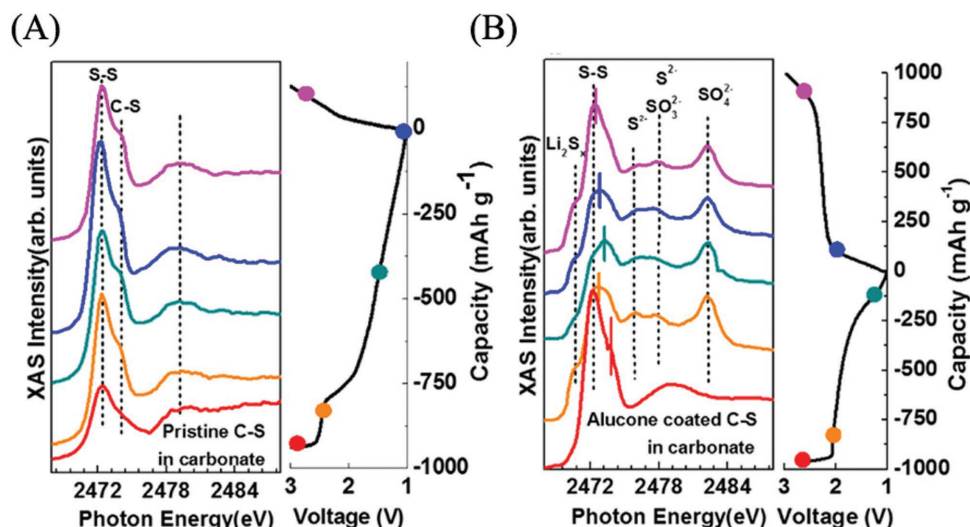 (A)
S-S
C-S
Pristine C-S
in carbonate
XAS Intensity(arb. units)
2472 2478 2484
Photon Energy(eV)
0
-250
-500
-750
-1000
Capacity (mAh g⁻¹)
3 2 1
Voltage (V)
(B)
S-S
S²⁻
Li₂Sₓ
S²⁻
SO₃²⁻
SO₄²⁻
Alucone coated C-S
in carbonate
XAS Intensity(arb. units)
2472 2478 2484
Photon Energy(eV)
1000
750
500
250
0
-250
-500
-750
-1000
Capacity (mAh g⁻¹)
3 2 1
Voltage (V)